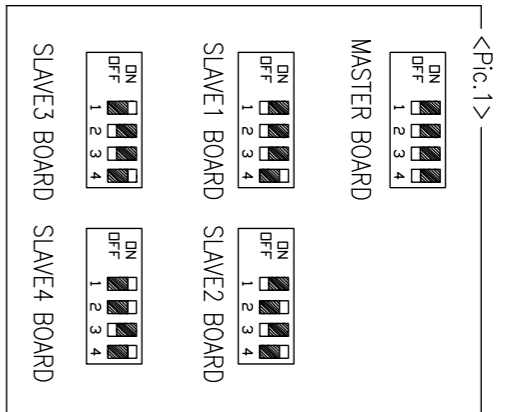 <Pic.1>
MASTER BOARD
ON
OFF
1 2 3 4
SLAVE1 BOARD
ON
OFF
1 2 3 4
SLAVE2 BOARD
ON
OFF
1 2 3 4
SLAVE3 BOARD
ON
OFF
1 2 3 4
SLAVE4 BOARD
ON
OFF
1 2 3 4